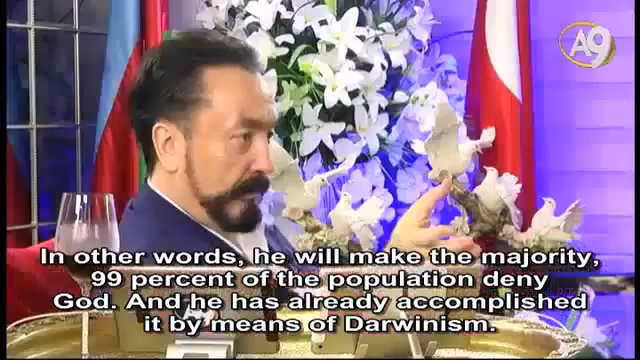 A9
In other words, he will make the majority,
99 percent of the population deny
God. And he has already accomplished
it by means of Darwinism.